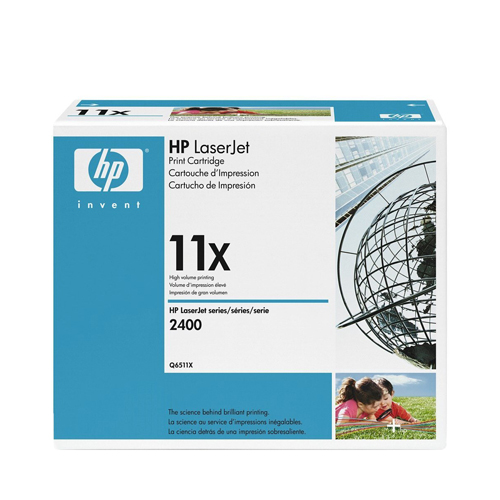 11x
hp
invent
HP LaserJet
Print Cartridge
Cartouche d'Impression
Cartucho de Impresión
11x
High volume printing
Volume d'impression élevé
Impresión de gran volumen
HP LaserJet series/séries/serie
2400
Q6511X
The science behind brilliant printing.
La science au service d'impressions inégalables.
La ciencia detrás de una impresión sobresaliente.